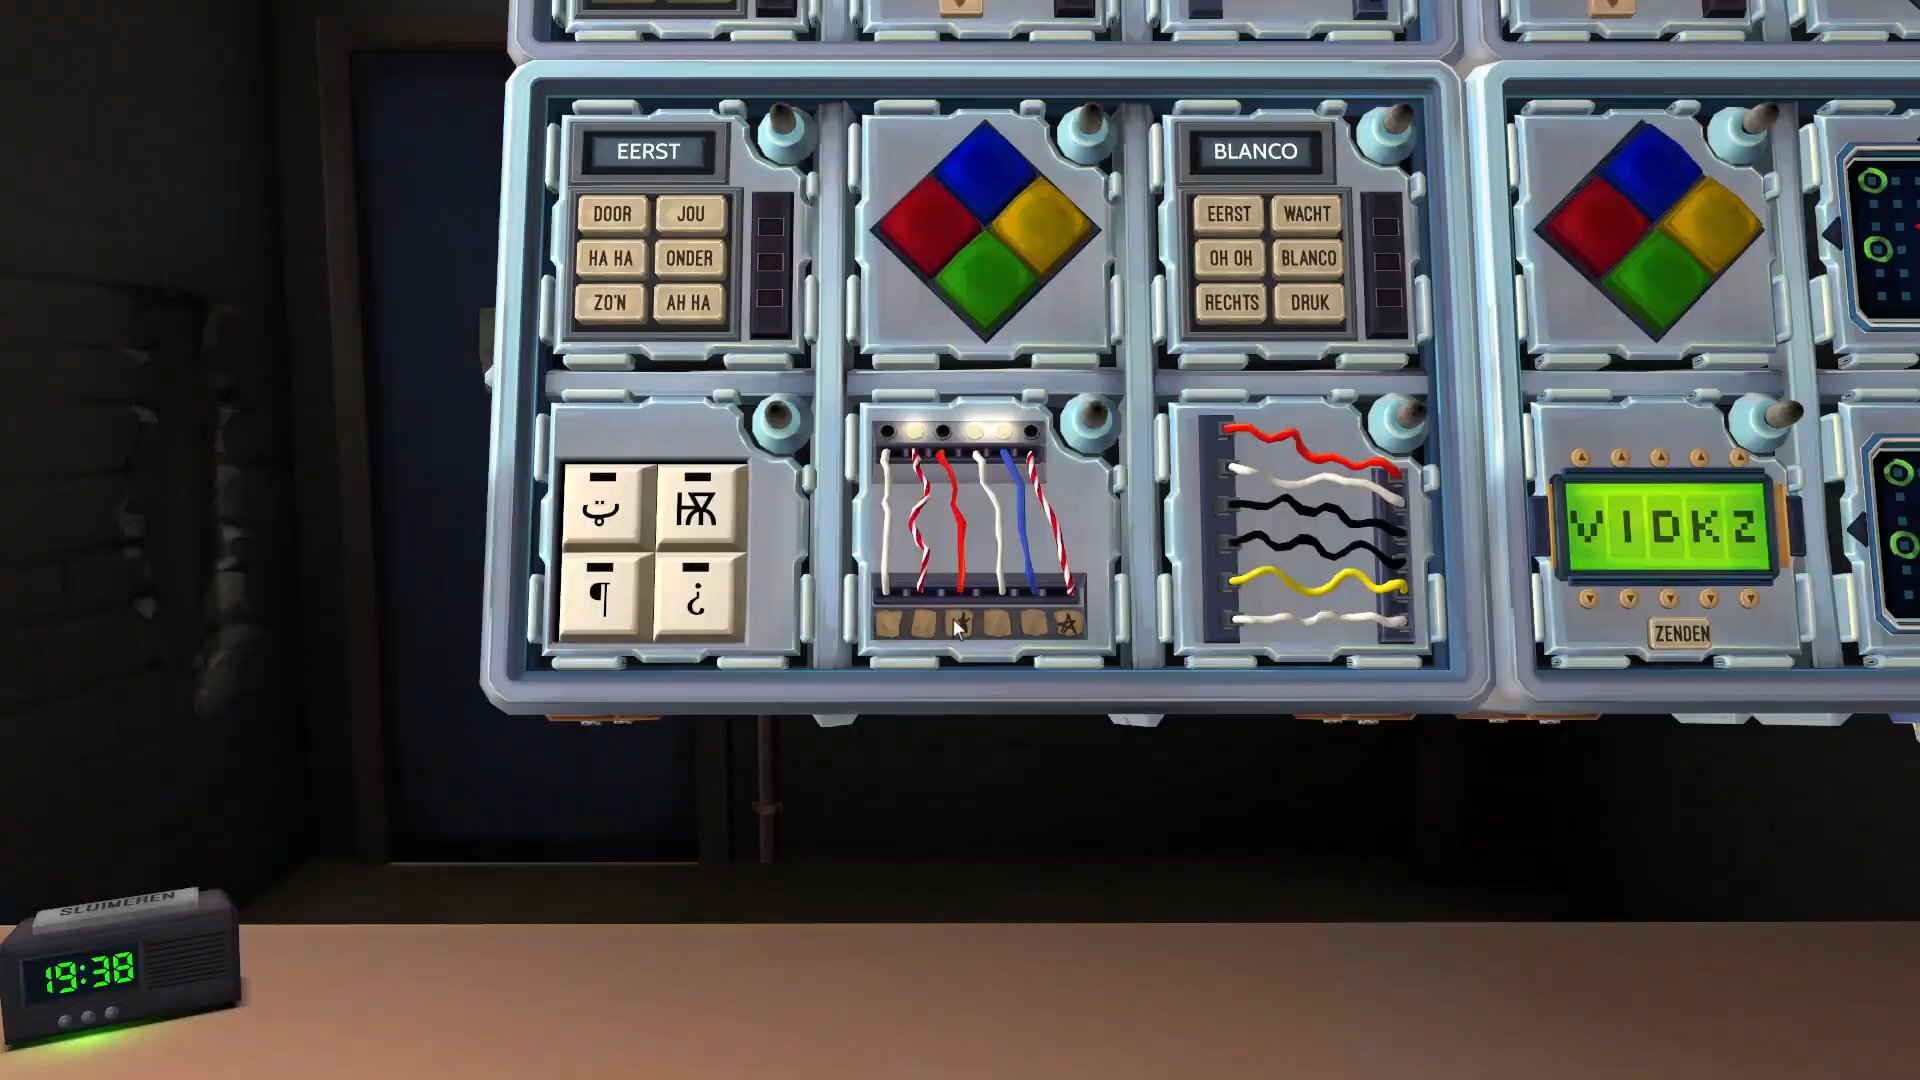 EERST
DOOR JOU
HA HA ONDER
ZO'N AH HA
BLANCO
EERST WACHT
OH OH BLANCO
RECHTS DRUK
VIDKZ
ZENDEN
SLUIMEREN
19:38